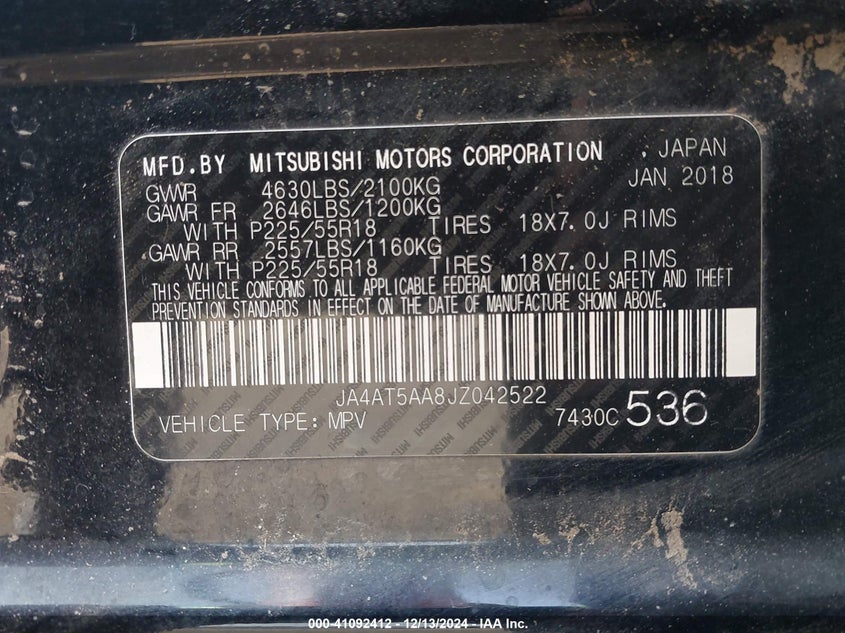 MFD.BY MITSUBISHI MOTORS CORPORATION . JAPAN
JAN 2018
GVWR 4630LBS/2100KG
GAWR FR 2646LBS/1200KG
WITH P225/55R18 TIRES 18X7.0J RIMS
GAWR RR 2557LBS/1160KG
WITH P225/55R18 TIRES 18X7.0J RIMS
THIS VEHICLE CONFORMS TO ALL APPLICABLE FEDERAL MOTOR VEHICLE SAFETY AND THEFT
PREVENTION STANDARDS IN EFFECT ON THE DATE OF MANUFACTURE SHOWN ABOVE.
JA4AT5AA8JZ042522
VEHICLE TYPE: MPV 7430C 536
000-41092412 - 12/13/2024 - IAA Inc.